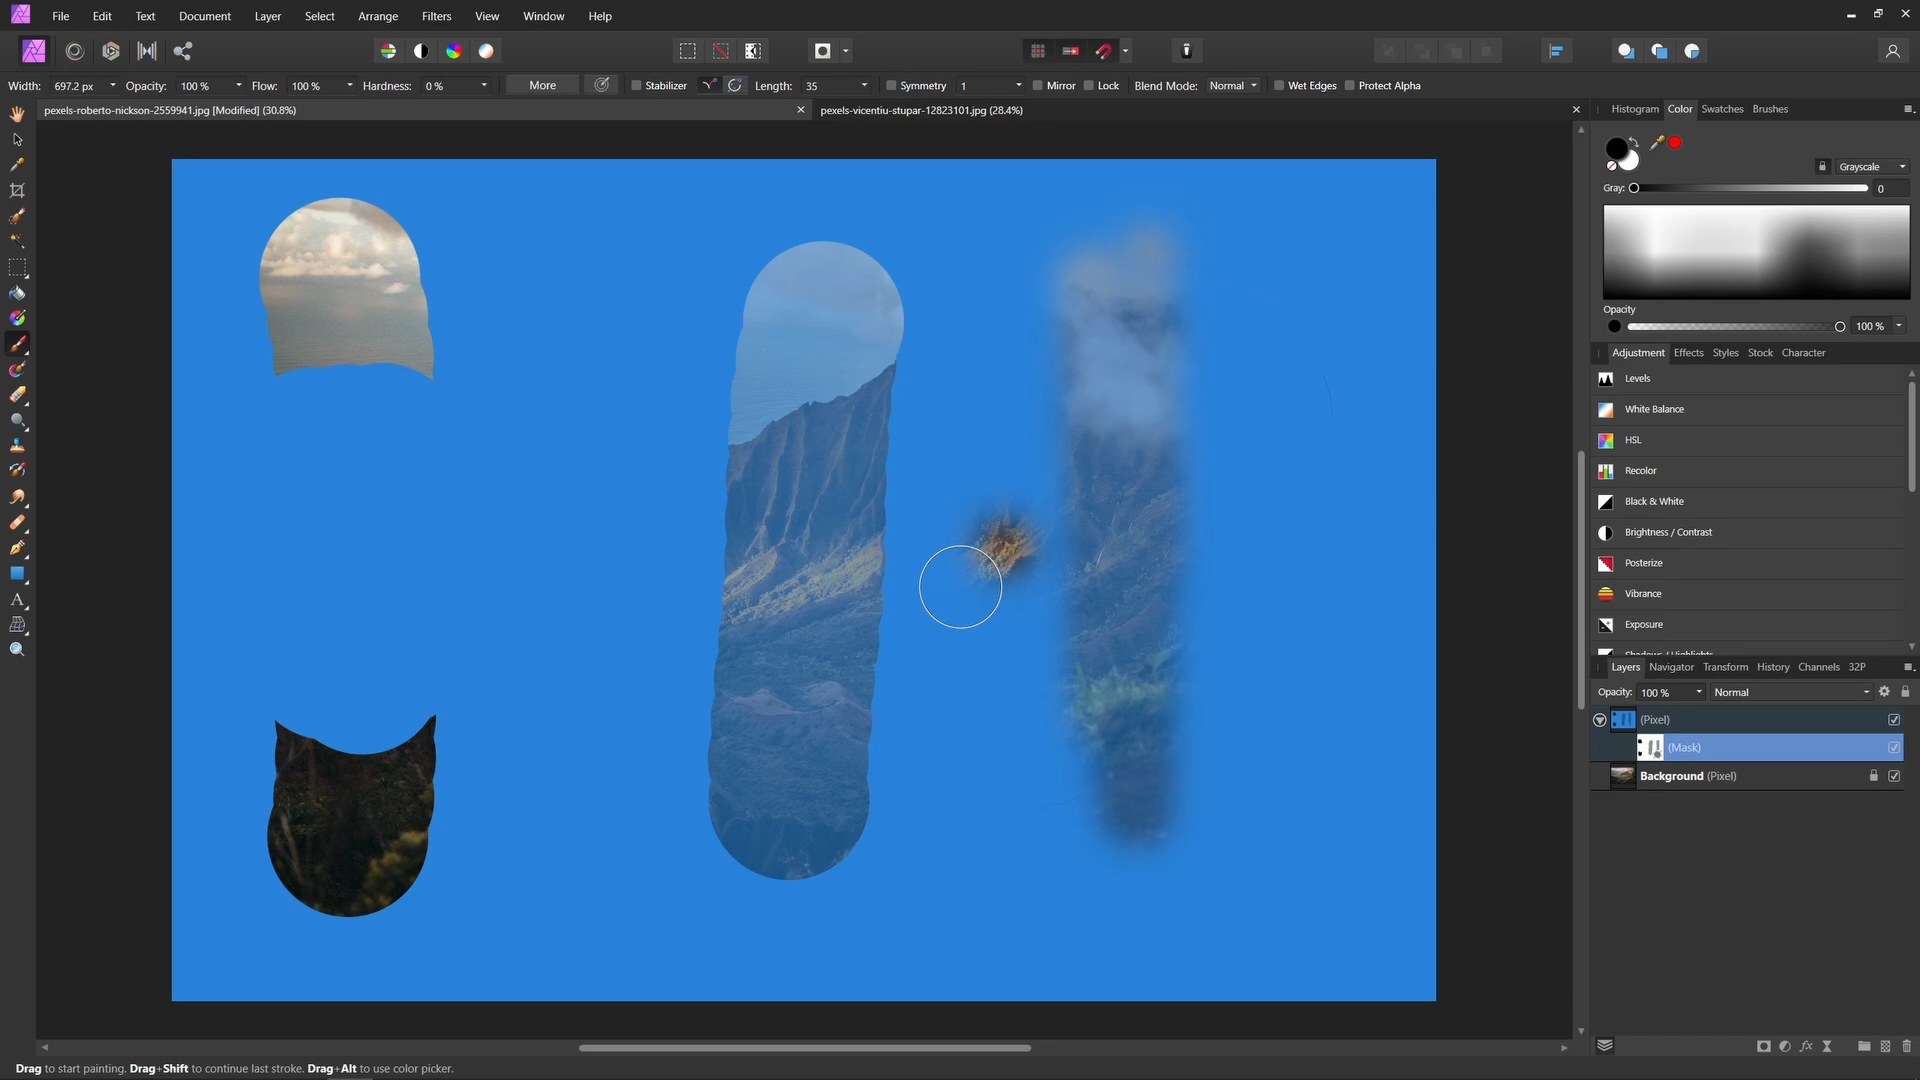 File Edit Text Document Layer Select Arrange Filters View Window Help
Width: 697.2 px Opacity: 100 % Flow: 100 % Hardness: 0 % More Stabilizer Length: 35 Symmetry 1 Mirror Lock Blend Mode: Normal Wet Edges Protect Alpha
pexels-roberto-nickson-2559941.jpg [Modified] (30.8%) pexels-vicentiu-stupar-12823101.jpg (28.4%)
Histogram Color Swatches Brushes
Grayscale
Gray: 0
Opacity
100 %
Adjustment Effects Styles Stock Character
Levels
White Balance
HSL
Recolor
Black & White
Brightness / Contrast
Posterize
Vibrance
Exposure
Shadows / Highlights
Layers Navigator Transform History Channels 32P
Opacity: 100 % Normal
(Pixel)
(Mask)
Background (Pixel)
Drag to start painting. Drag+Shift to continue last stroke. Drag+Alt to use color picker.